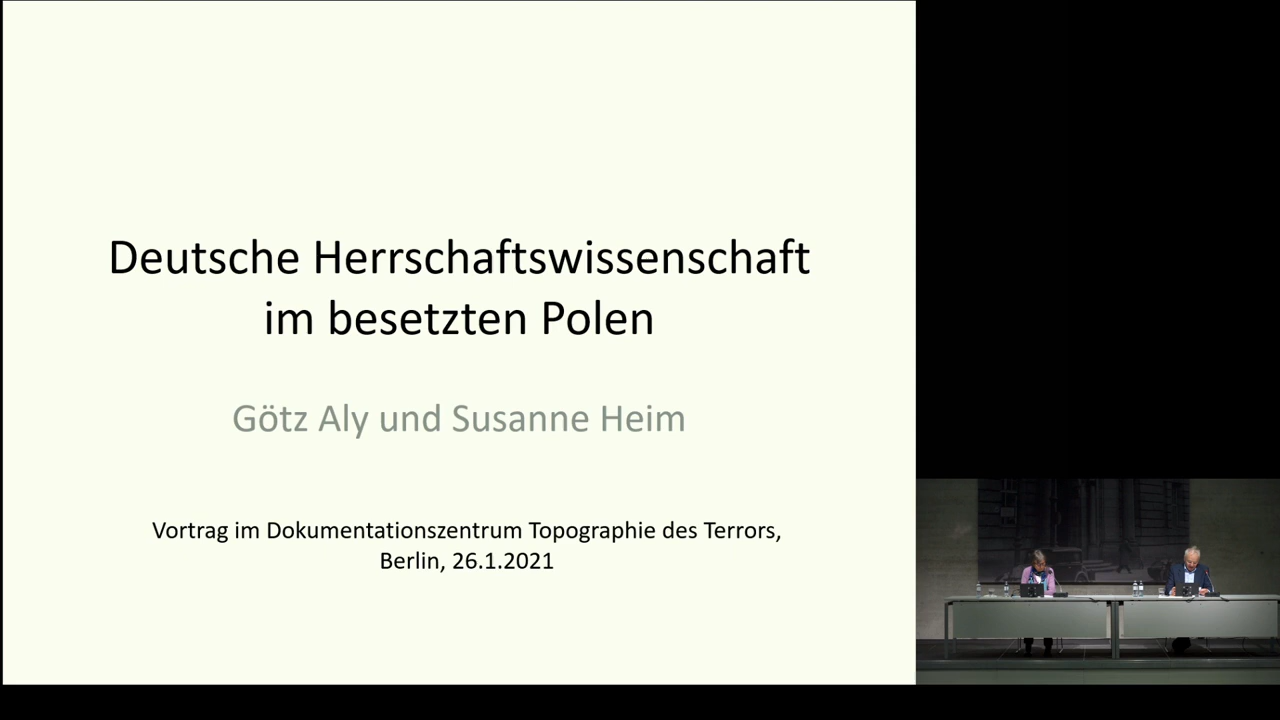 Deutsche Herrschaftswissenschaft
im besetzten Polen
Götz Aly und Susanne Heim
Vortrag im Dokumentationszentrum Topographie des Terrors,
Berlin, 26.1.2021